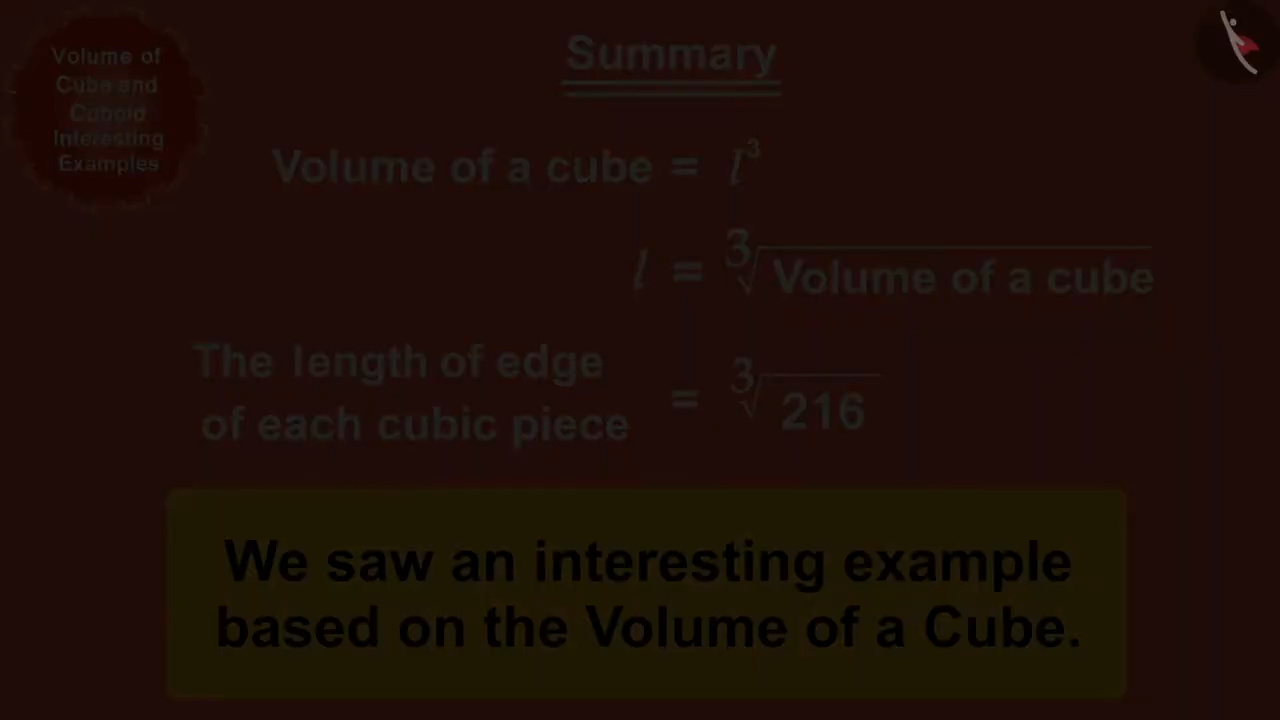 Volume of
Cube and
Cuboid
Interesting
Examples
Summary
Volume of a cube = l³
l = ∛Volume of a cube
The length of edge
of each cubic piece = ∛216
We saw an interesting example
based on the Volume of a Cube.